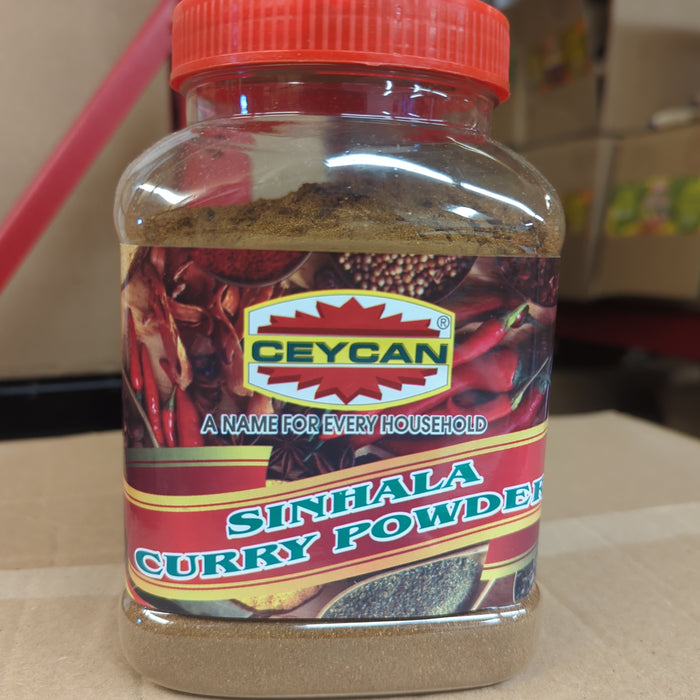 CEYCAN ®
A NAME FOR EVERY HOUSEHOLD
SINHALA
CURRY POWDER